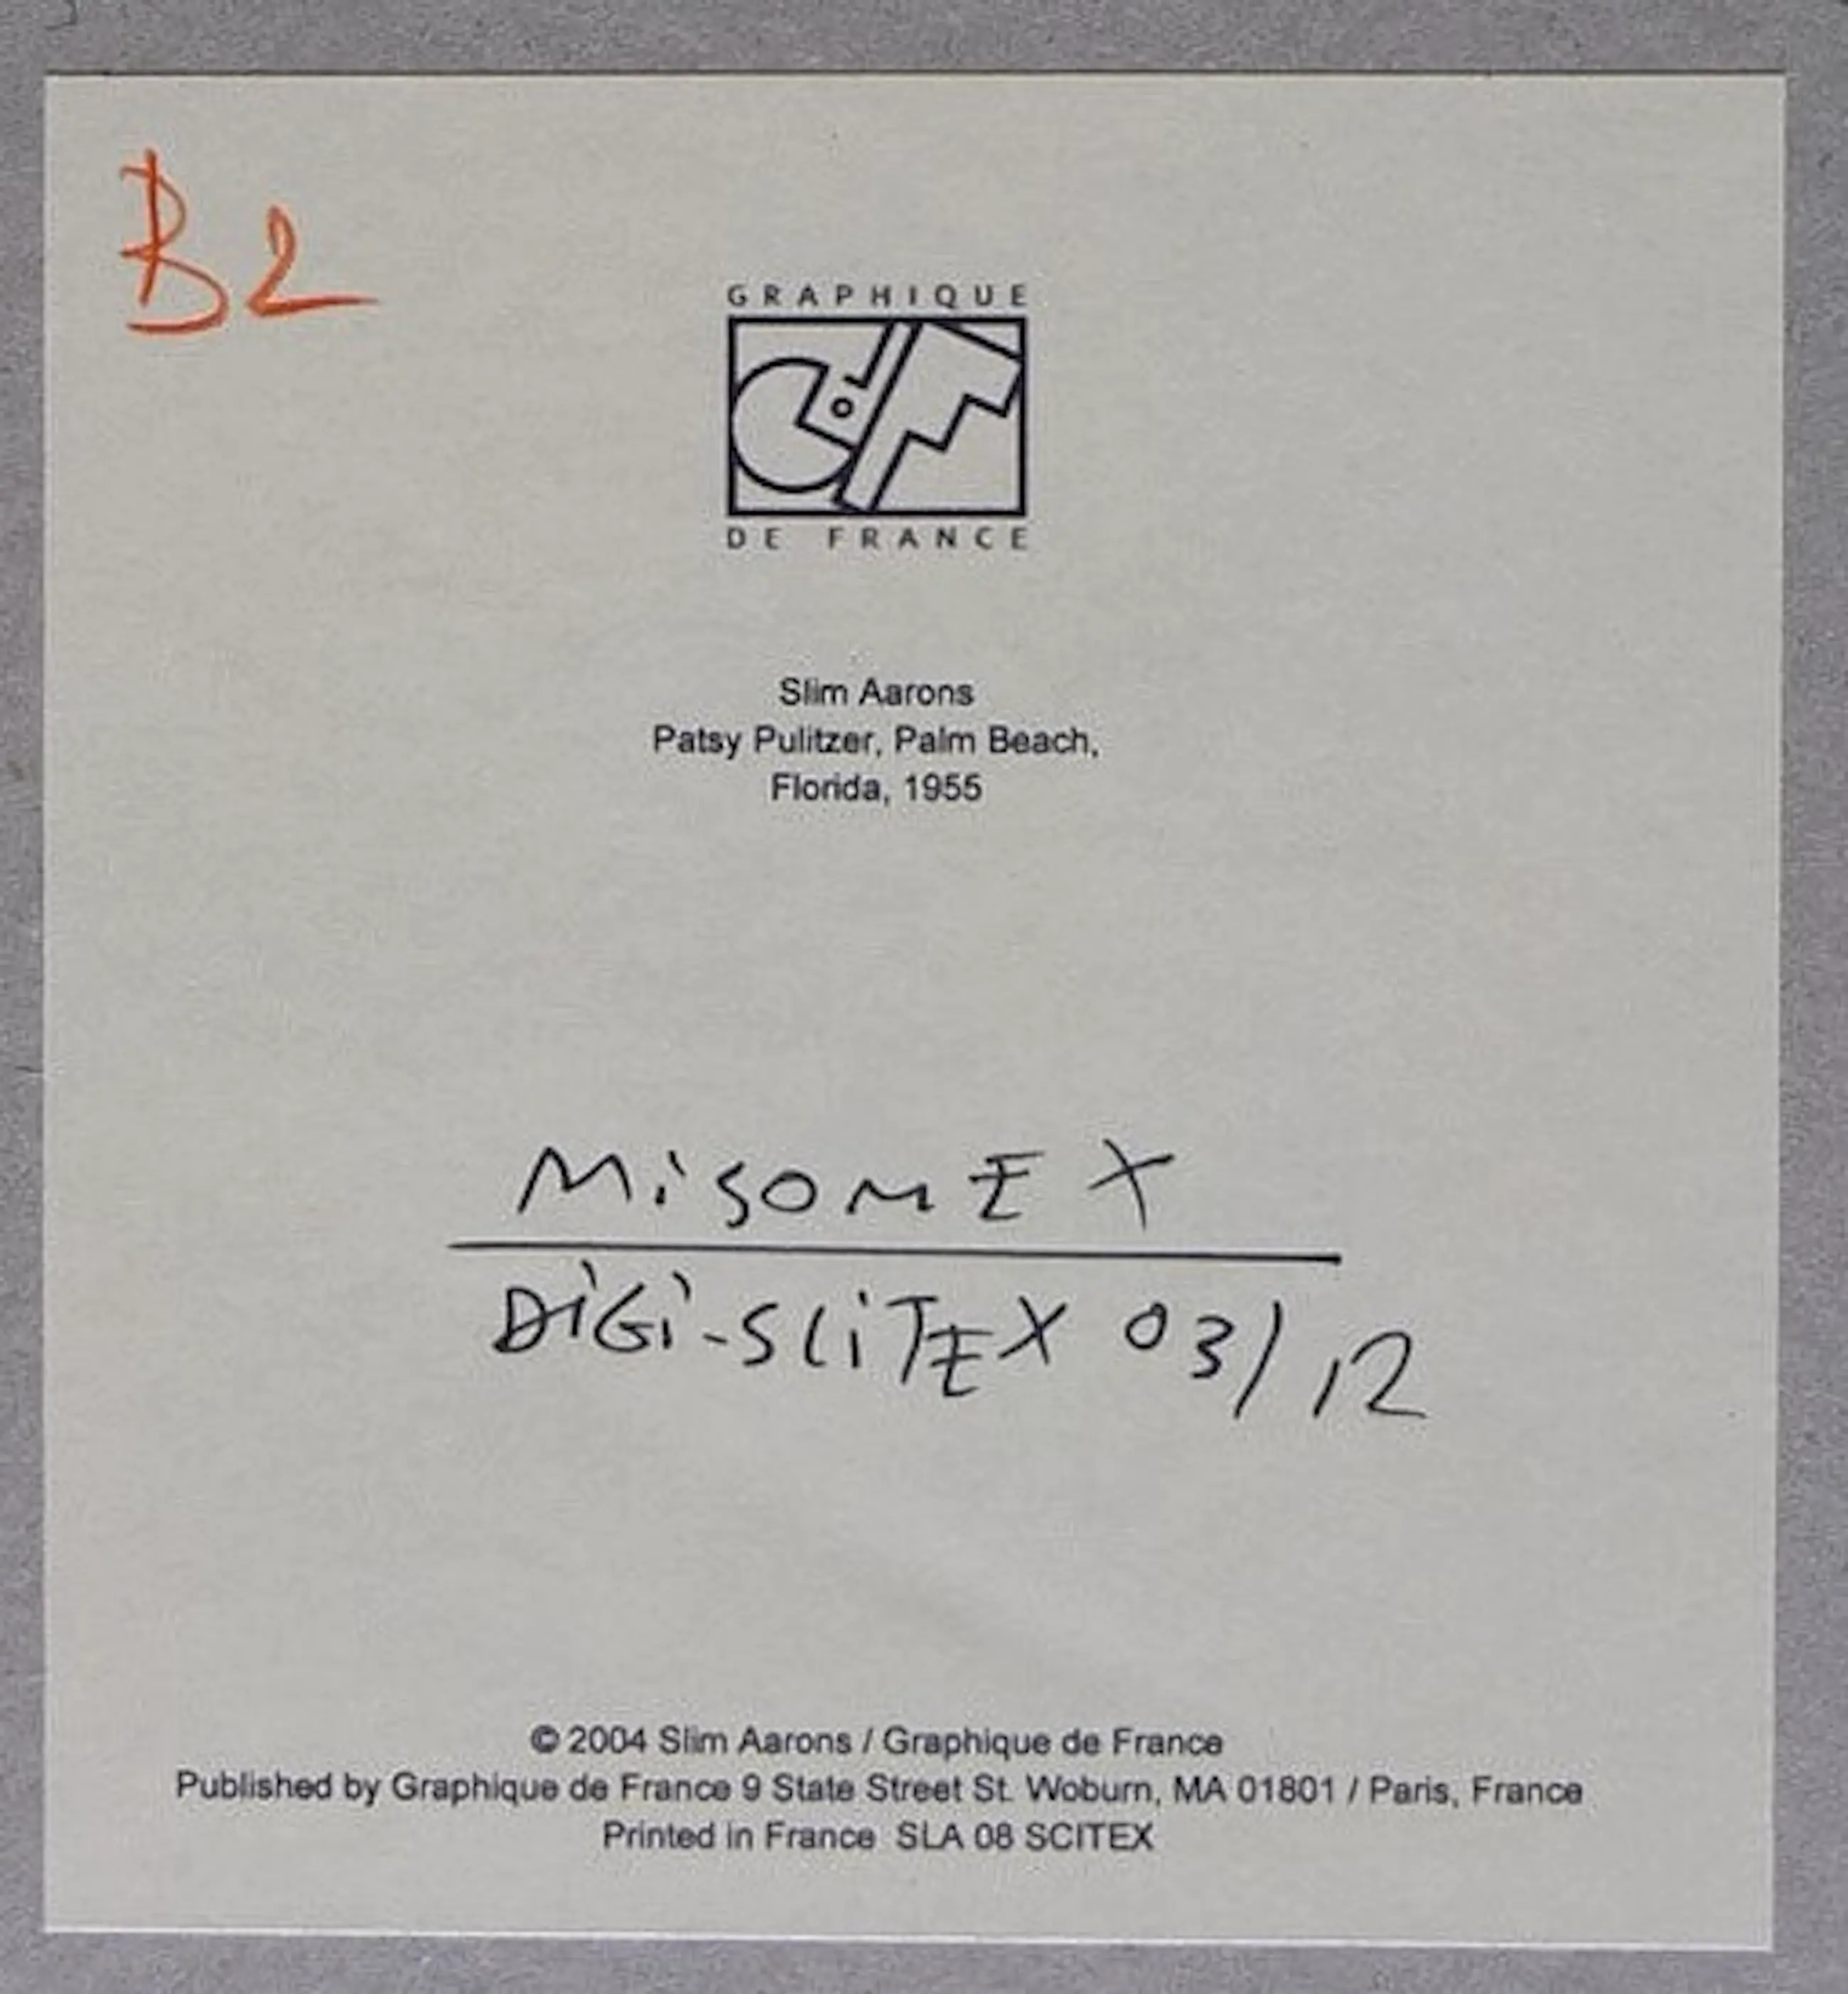 B2
GRAPHIQUE
DE FRANCE
Slim Aarons
Patsy Pulitzer, Palm Beach,
Florida, 1955
MiSOMEX
DiGi-SCiTEX 03/12
© 2004 Slim Aarons / Graphique de France
Published by Graphique de France 9 State Street St. Woburn, MA 01801 / Paris, France
Printed in France SLA 08 SCITEX